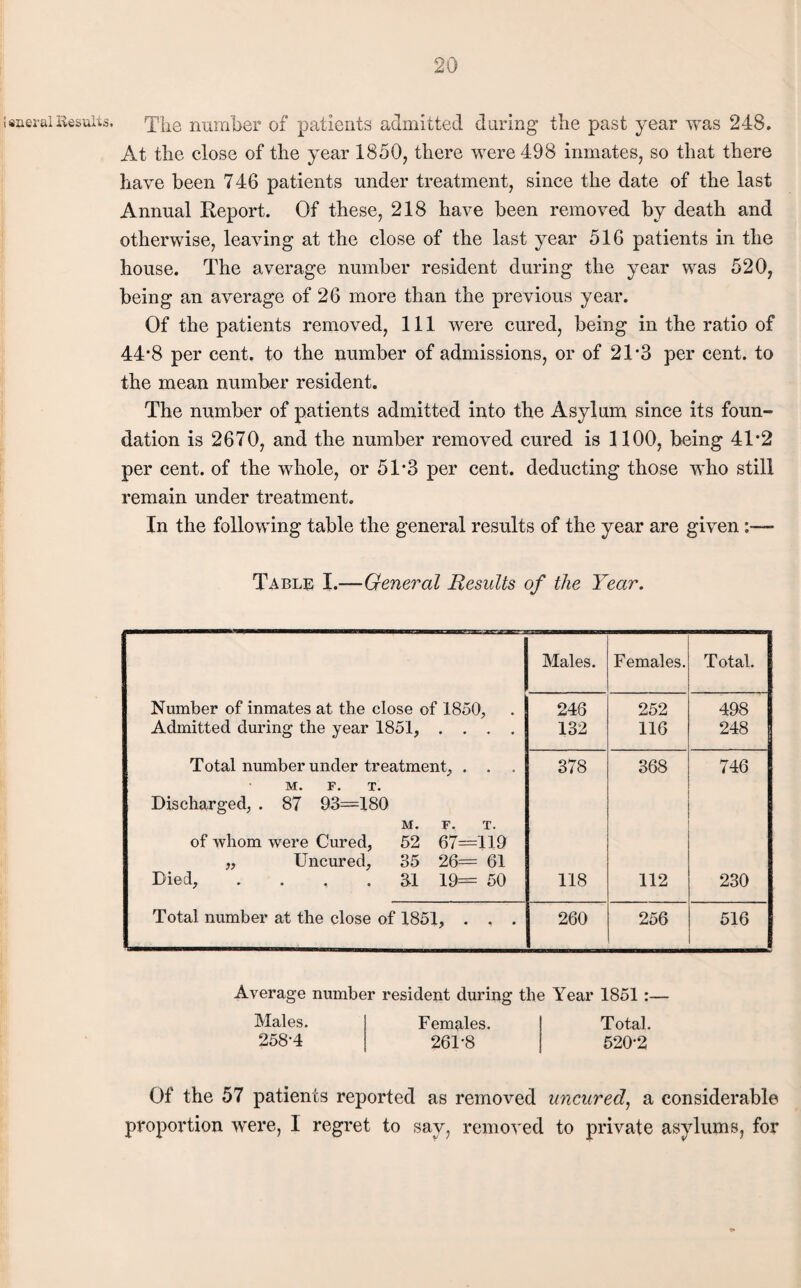 20
eneral Results.
The number of patients admitted during the past year was 248.
At the close of the year 1850, there were 498 inmates, so that there
have been 746 patients under treatment, since the date of the last
Annual Report. Of these, 218 have been removed by death and
otherwise, leaving at the close of the last year 516 patients in the
house. The average number resident during the year was 520,
being an average of 26 more than the previous year.
Of the patients removed, 111 were cured, being in the ratio of
44·8 per cent. to the number of admissions, or of 21·3 per cent. to
the mean number resident.
The number of patients admitted into the Asylum since its foun-
dation is 2670, and the number removed cured is 1100, being 41·2
per cent. of the whole, or 51·3 per cent. deducting those who still
remain under treatment.
In the following table the general results of the year are given :—
Table I.—General Results of the Year.
Males. Females. Total.
Number of inmates at the close of 1850, . 246 252 498
Admitted during the year 1851, . . . . 132 116 248
Total number under treatment, . . . 378 368 746
M. F. T.
Discharged, . 87 93=180
M. F. T.
of whom were Cured, 52 67=119
„ Uncured, 35 26= 61
Died, . . . . 31 19= 50 118 112 230
Total number at the close of 1851, . . . 260 256 516
Average number resident during the Year 1851 :—
Males. Females. Total.
258·4 261·8 520·2
Of the 57 patients reported as removed uncured, a considerable
proportion were, I regret to say, removed to private asylums, for